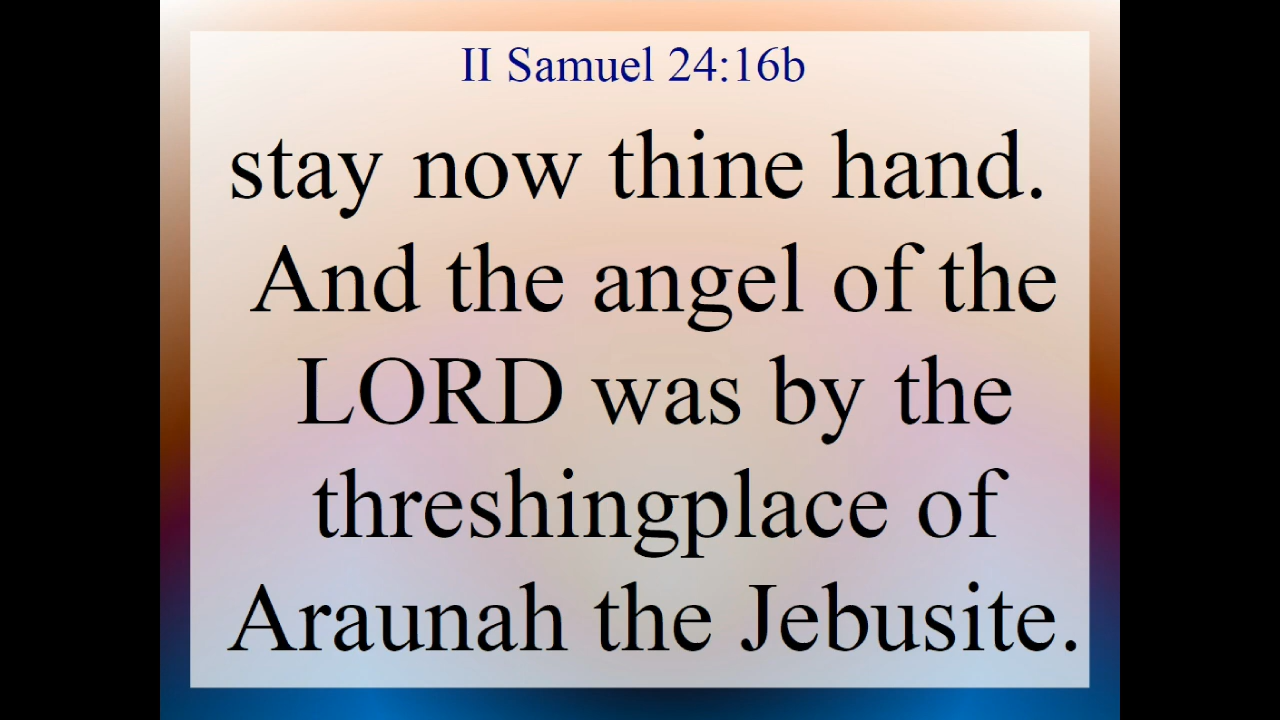 II Samuel 24:16b
stay now thine hand.
And the angel of the
LORD was by the
threshingplace of
Araunah the Jebusite.